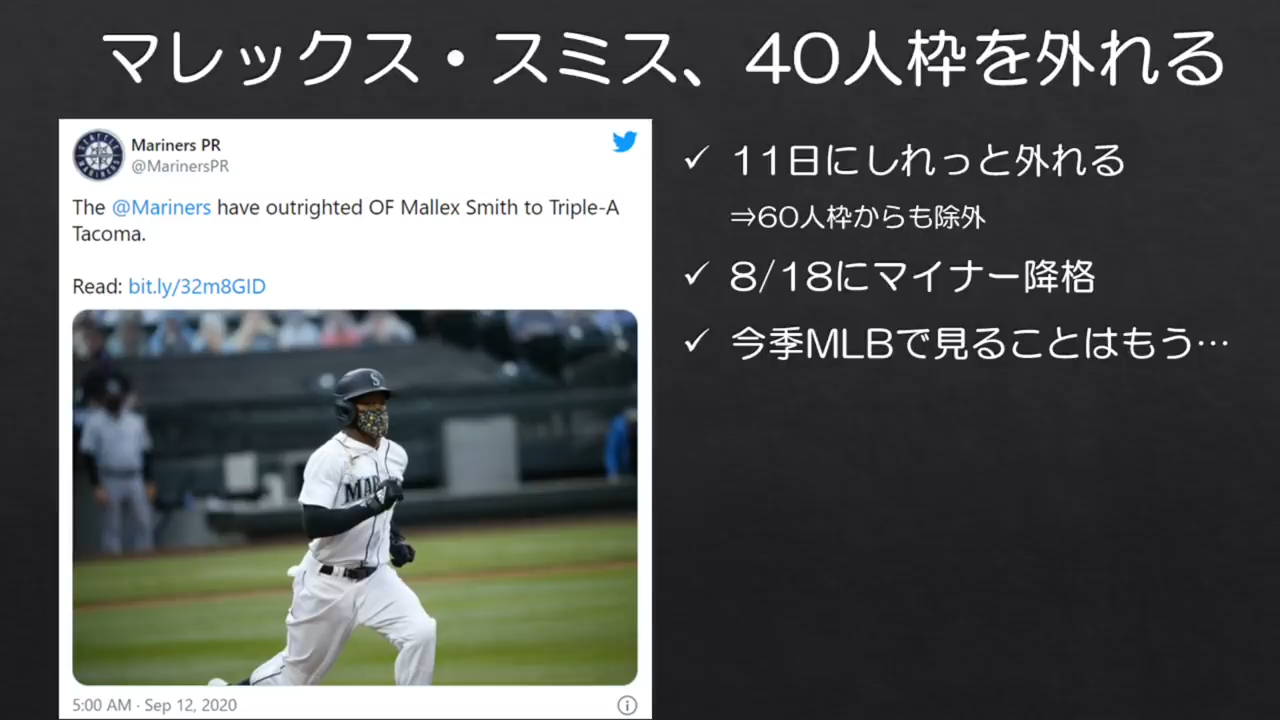 マレックス・スミス、40人枠を外れる
Mariners PR
@MarinersPR
The @Mariners have outrighted OF Mallex Smith to Triple-A
Tacoma.
Read: bit.ly/32m8GID
5:00 AM · Sep 12, 2020
✓ 11日にしれっと外れる
⇒60人枠からも除外
✓ 8/18にマイナー降格
✓ 今季MLBで見ることはもう…